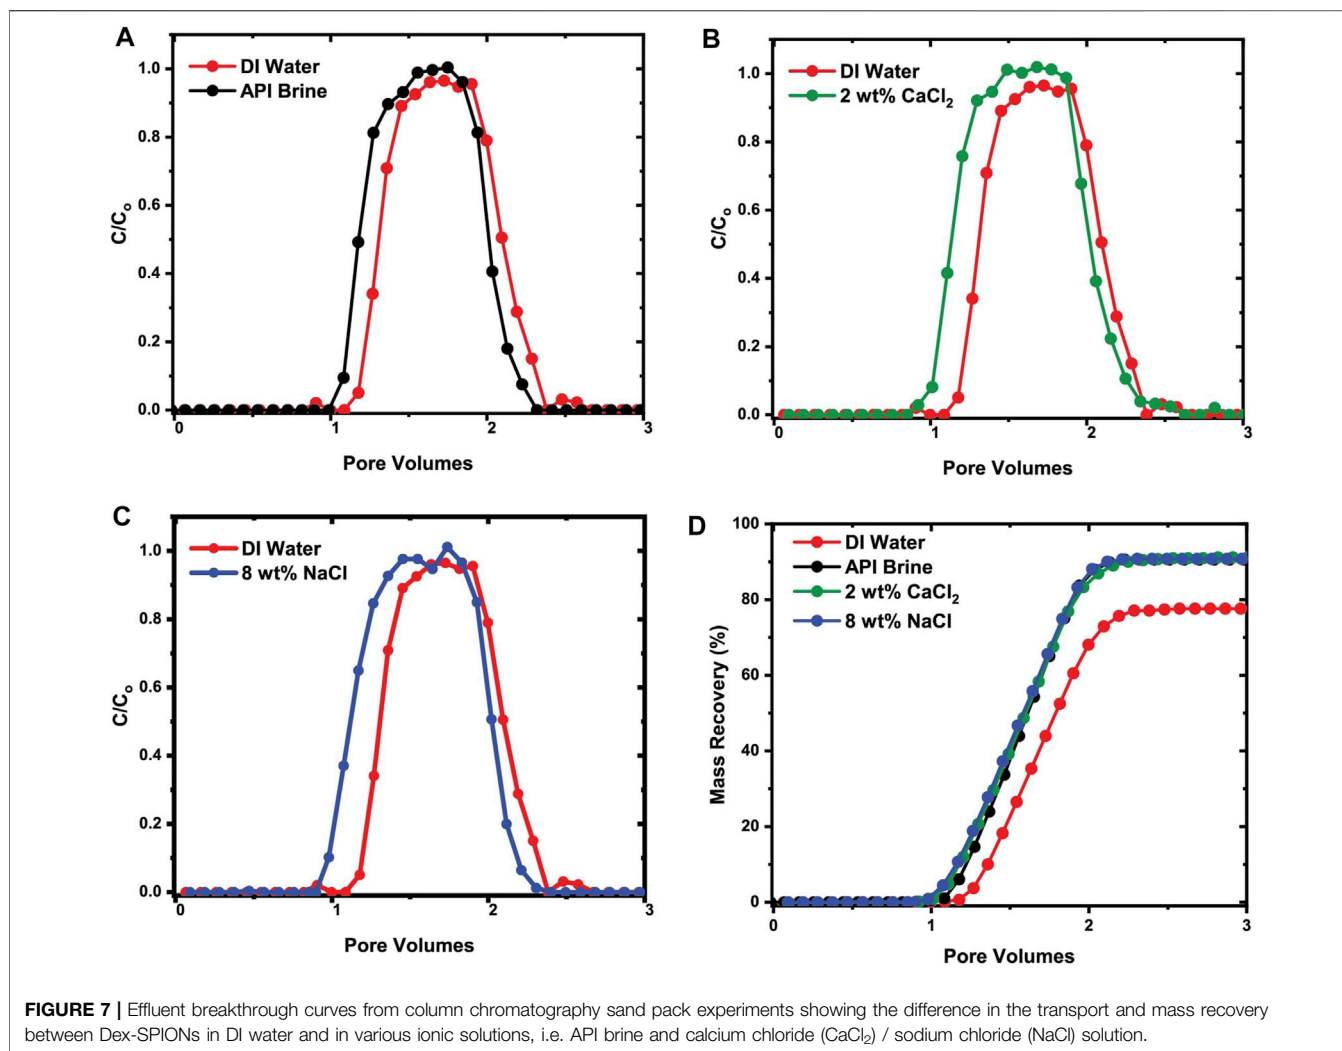 A
DI Water
API Brine
1.0
0.8
0.6
0.4
0.2
0.0
C/Cₒ
0 1 2 3
Pore Volumes
B
DI Water
2 wt% CaCl₂
1.0
0.8
0.6
0.4
0.2
0.0
C/Cₒ
0 1 2 3
Pore Volumes
C
DI Water
8 wt% NaCl
1.0
0.8
0.6
0.4
0.2
0.0
C/Cₒ
0 1 2 3
Pore Volumes
D
DI Water
API Brine
2 wt% CaCl₂
8 wt% NaCl
100
80
60
40
20
0
Mass Recovery (%)
0 1 2 3
Pore Volumes
FIGURE 7 | Effluent breakthrough curves from column chromatography sand pack experiments showing the difference in the transport and mass recovery
between Dex-SPIONs in DI water and in various ionic solutions, i.e. API brine and calcium chloride (CaCl₂) / sodium chloride (NaCl) solution.